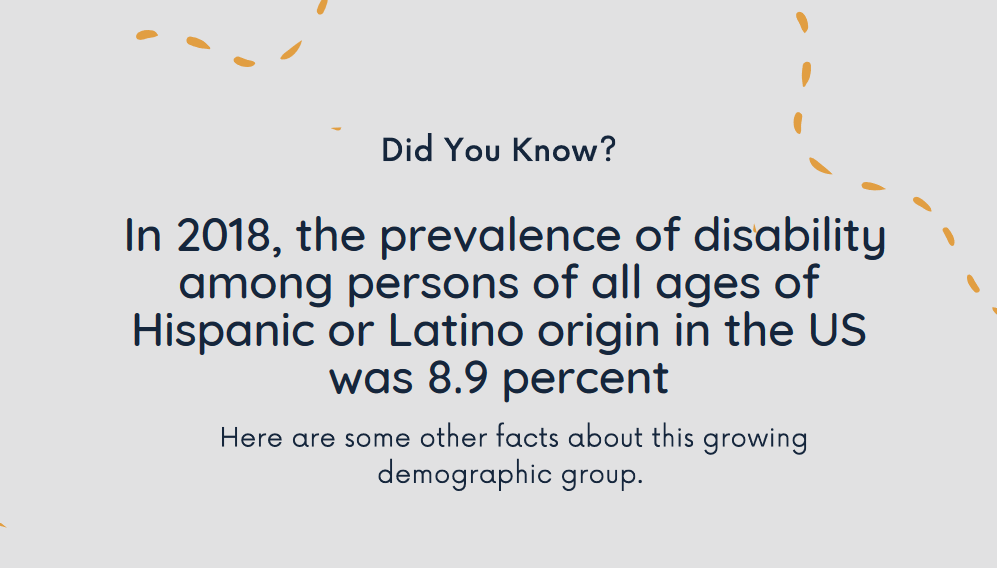 Did You Know?
In 2018, the prevalence of disability
among persons of all ages of
Hispanic or Latino origin in the US
was 8.9 percent
Here are some other facts about this growing
demographic group.